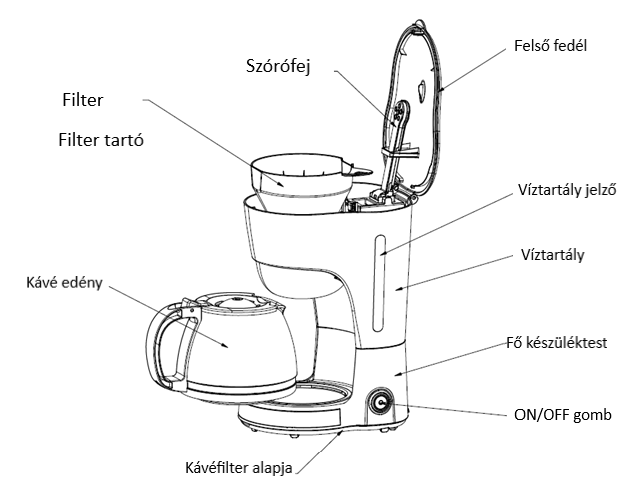 Felső fedél
Szórófej
Filter
Filter tartó
Víztartály jelző
Víztartály
Kávé edény
Fő készüléktest
ON/OFF gomb
Kávéfilter alapja